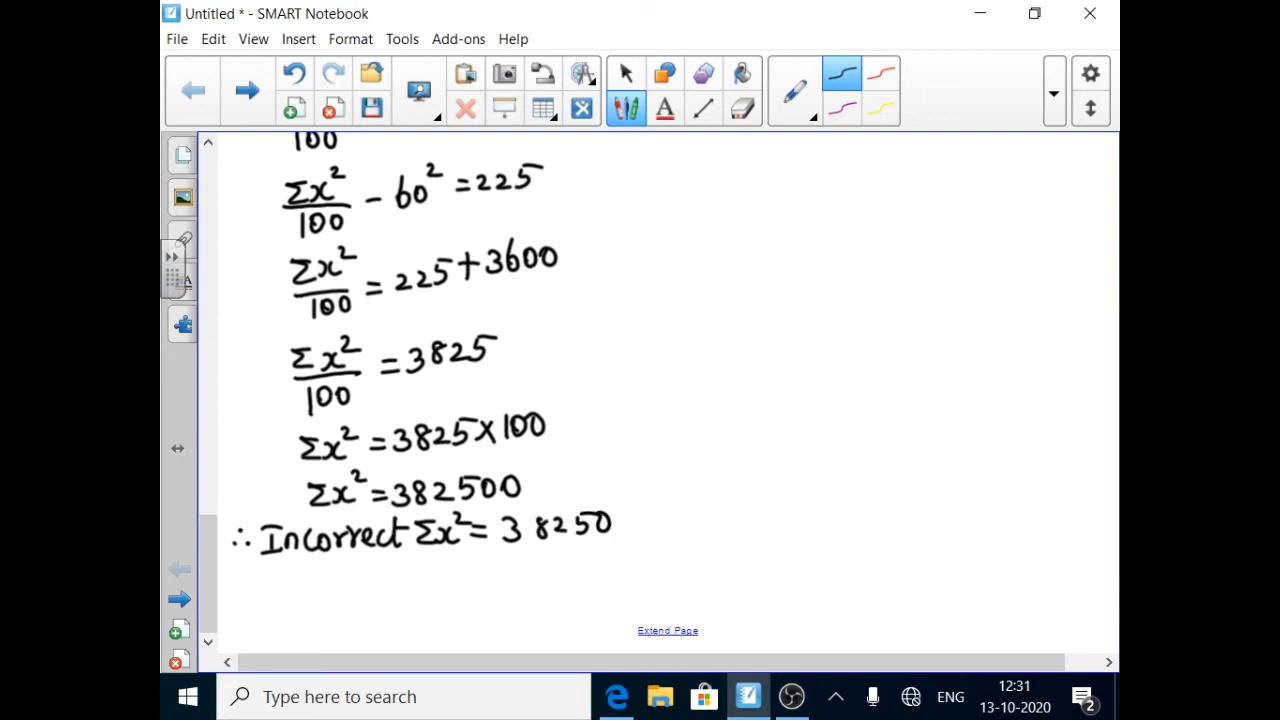 Untitled * - SMART Notebook
File Edit View Insert Format Tools Add-ons Help
100
Σx²/100 - 60² = 225
Σx²/100 = 225 + 3600
Σx²/100 = 3825
Σx² = 3825 × 100
Σx² = 382500
∴ Incorrect Σx² = 38250
Extend Page
Type here to search
ENG
12:31
13-10-2020
2